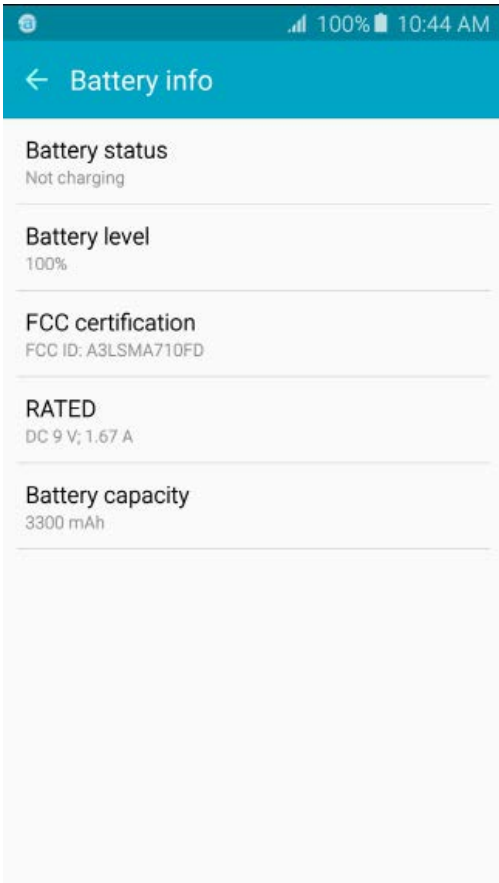 100% 10:44 AM
Battery info
Battery status
Not charging
Battery level
100%
FCC certification
FCC ID: A3LSMA710FD
RATED
DC 9 V; 1.67 A
Battery capacity
3300 mAh